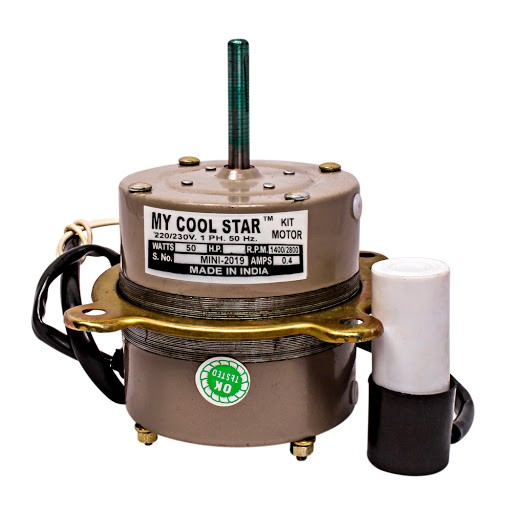 MY COOL STAR™ KIT MOTOR
220/230V. 1 PH. 50 Hz.
WATTS 50 H.P. R.P.M. 1400/2800
S. No. MINI-2019 AMPS 0.4
MADE IN INDIA
OK
TESTED